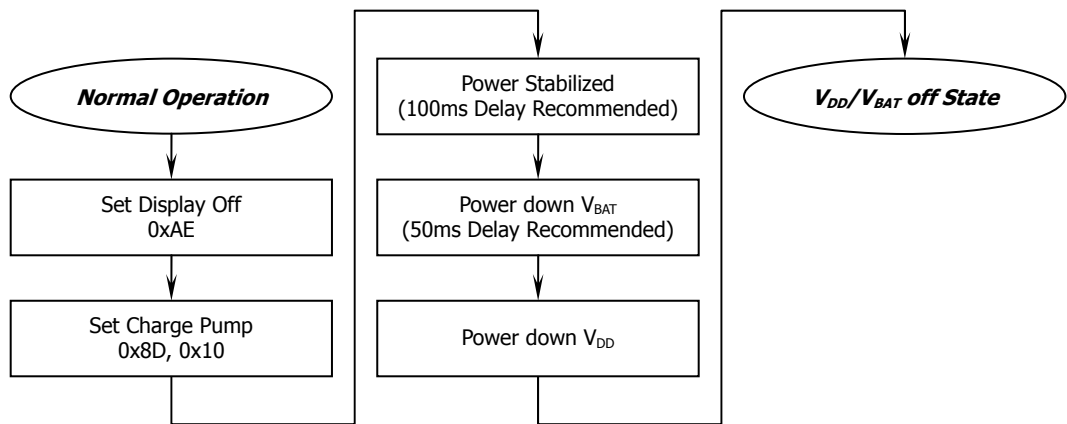 Normal Operation
Set Display Off
0xAE
Set Charge Pump
0x8D, 0x10
Power Stabilized
(100ms Delay Recommended)
Power down VBAT
(50ms Delay Recommended)
Power down VDD
VDD/VBAT off State